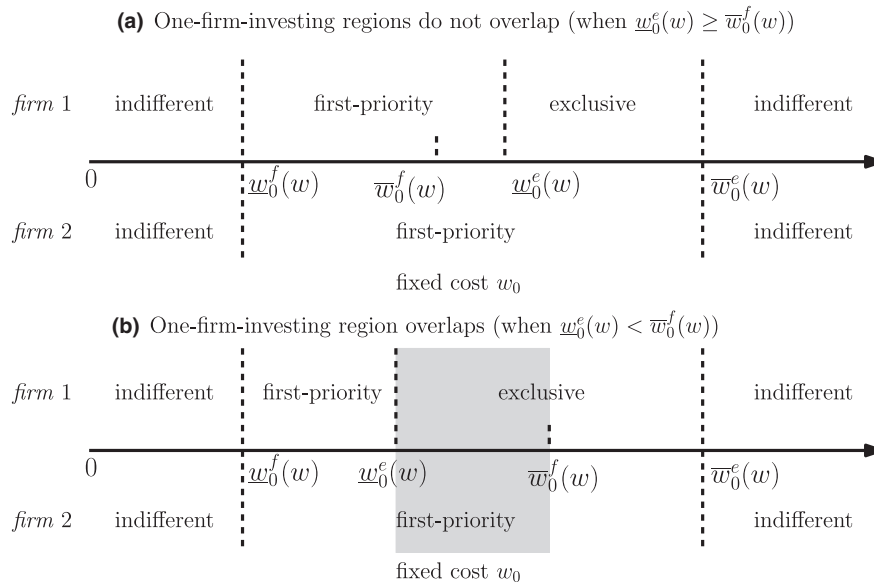 (a) One-firm-investing regions do not overlap (when w̲₀ᵉ(w) ≥ w̅₀ᶠ(w))
firm 1 indifferent first-priority exclusive indifferent
0 w̲₀ᶠ(w) w̅₀ᶠ(w) w̲₀ᵉ(w) w̅₀ᵉ(w)
firm 2 indifferent first-priority indifferent
fixed cost w₀
(b) One-firm-investing region overlaps (when w̲₀ᵉ(w) < w̅₀ᶠ(w))
firm 1 indifferent first-priority exclusive indifferent
0 w̲₀ᶠ(w) w̲₀ᵉ(w) w̅₀ᶠ(w) w̅₀ᵉ(w)
firm 2 indifferent first-priority indifferent
fixed cost w₀